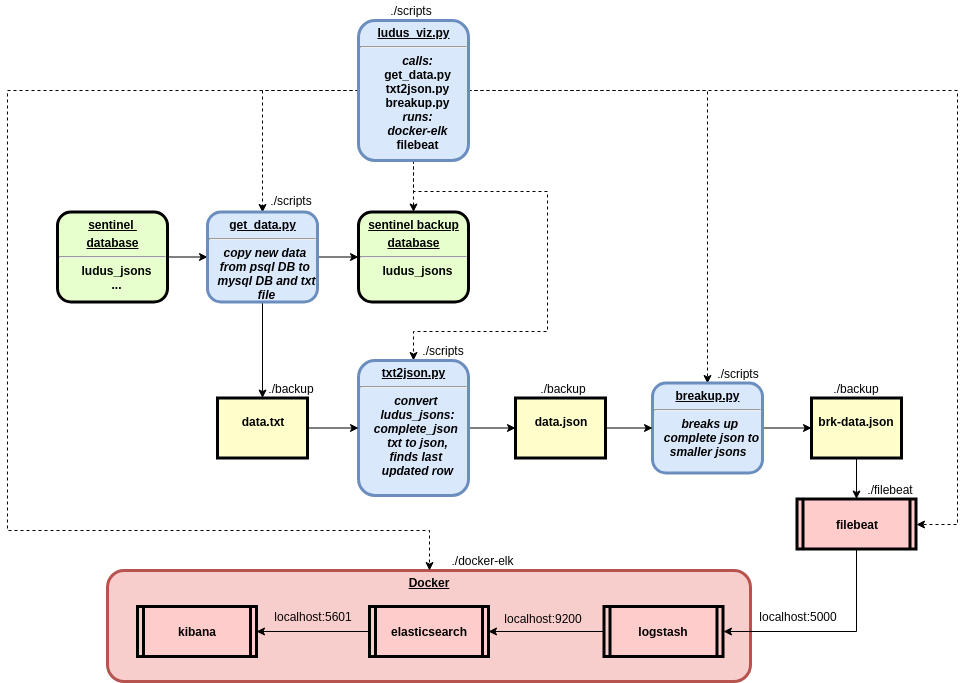 ./scripts
ludus_viz.py
calls:
get_data.py
txt2json.py
breakup.py
runs:
docker-elk
filebeat
sentinel
database
ludus_jsons
...
./scripts
get_data.py
copy new data
from psql DB to
mysql DB and txt
file
sentinel backup
database
ludus_jsons
./backup
data.txt
./scripts
txt2json.py
convert
ludus_jsons:
complete_json
txt to json,
finds last
updated row
./backup
data.json
./scripts
breakup.py
breaks up
complete json to
smaller jsons
./backup
brk-data.json
./filebeat
filebeat
./docker-elk
Docker
kibana
localhost:5601
elasticsearch
localhost:9200
logstash
localhost:5000